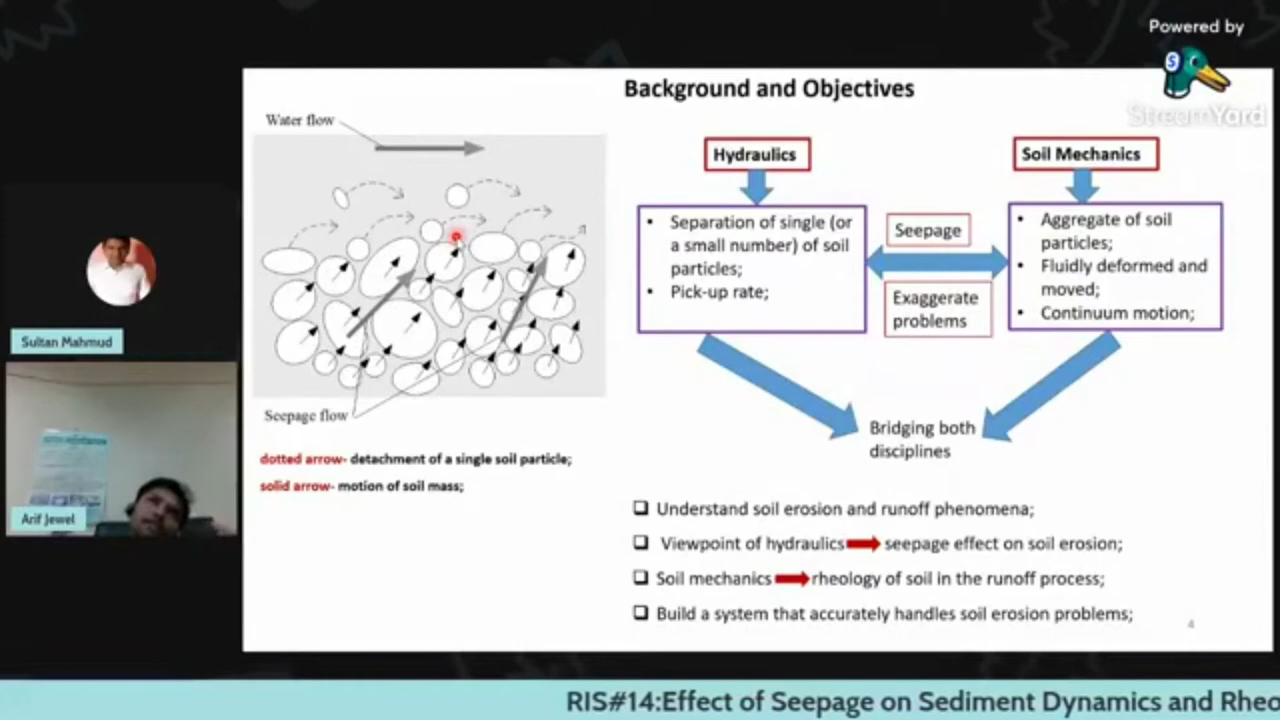 Powered by
StreamYard
Background and Objectives
Water flow
Seepage flow
dotted arrow- detachment of a single soil particle;
solid arrow- motion of soil mass;
Hydraulics
• Separation of single (or
a small number) of soil
particles;
• Pick-up rate;
Seepage
Exaggerate
problems
Soil Mechanics
• Aggregate of soil
particles;
• Fluidly deformed and
moved;
• Continuum motion;
Bridging both
disciplines
Understand soil erosion and runoff phenomena;
Viewpoint of hydraulics seepage effect on soil erosion;
Soil mechanics rheology of soil in the runoff process;
Build a system that accurately handles soil erosion problems;
4
Sultan Mahmud
Arif Jewel
RIS#14:Effect of Seepage on Sediment Dynamics and Rheo